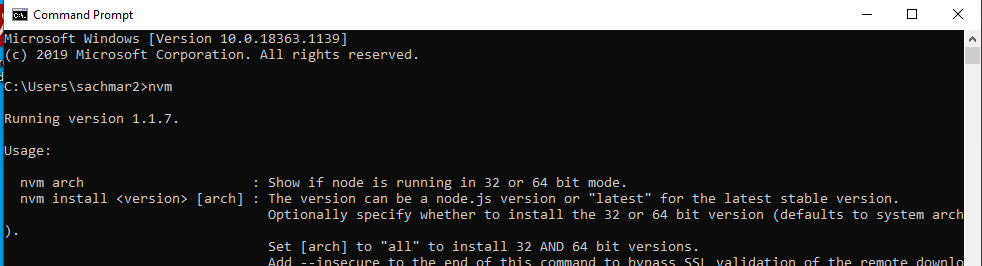 Command Prompt
Microsoft Windows [Version 10.0.18363.1139]
(c) 2019 Microsoft Corporation. All rights reserved.
C:\Users\sachmar2>nvm
Running version 1.1.7.
Usage:
nvm arch : Show if node is running in 32 or 64 bit mode.
nvm install <version> [arch] : The version can be a node.js version or "latest" for the latest stable version.
Optionally specify whether to install the 32 or 64 bit version (defaults to system arch
).
Set [arch] to "all" to install 32 AND 64 bit versions.
Add --insecure to the end of this command to bypass SSL validation of the remote downlo